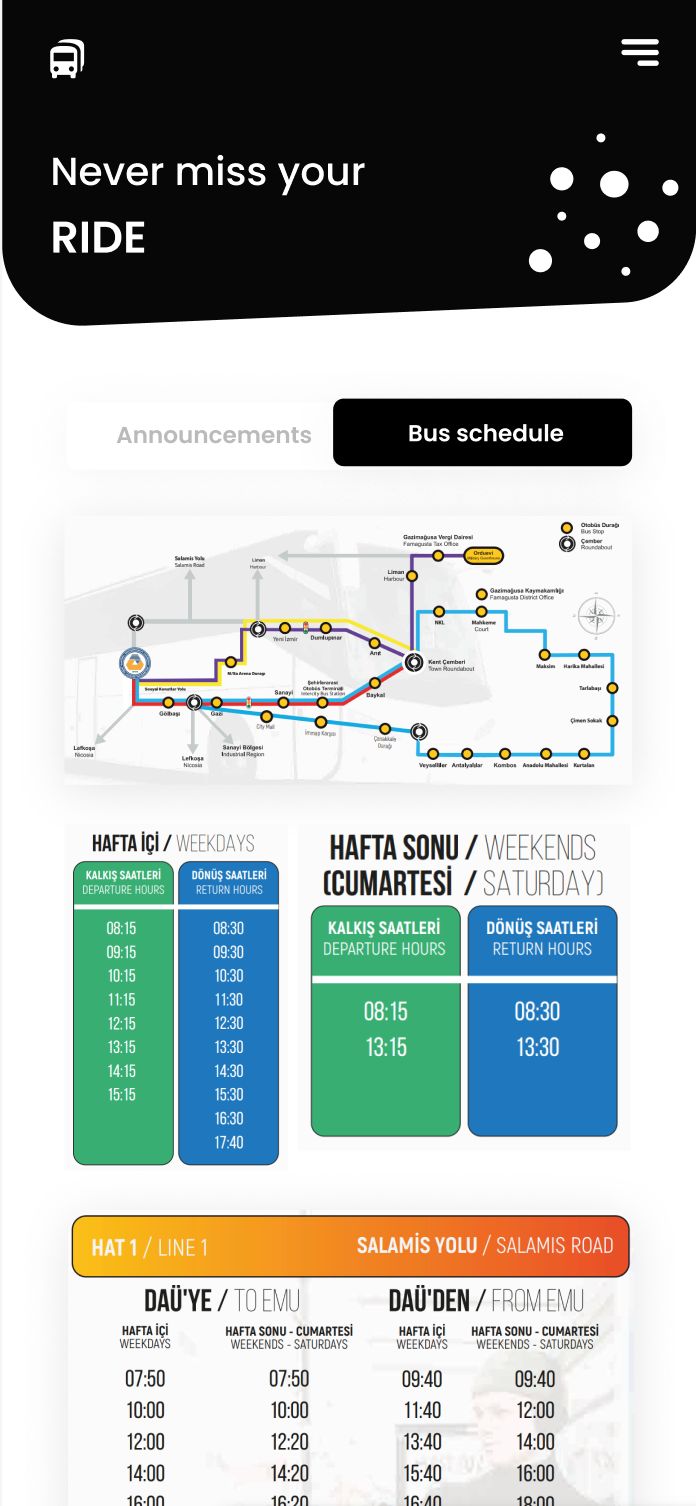 Never miss your
RIDE
Announcements
Bus schedule
Otobüs Durağı
Bus Stop
Çember
Roundabout
Gazimağusa Vergi Dairesi
Famagusta Tax Office
Orduevi
Salamis Yolu
Salamis Road
Liman
Harbour
Liman
Harbour
Gazimağusa Kaymakamlığı
Famagusta District Office
NKL
Mahkeme
Court
Yeni İzmir
Dumlupınar
Anıt
Kent Çemberi
Town Roundabout
Maksim
Harika Mahallesi
M/Ra Arena Durağı
Sosyal Konutlar Yolu
Şehirlerarası
Otobüs Terminali
Intercity Bus Station
Sanayi
Baykal
Tarlabaşı
Gölbaşı
Gazi
City Mall
Çimen Sokak
Çanakkale
Durağı
Lefkoşa
Nicosia
Lefkoşa
Nicosia
Sanayi Bölgesi
Industrial Region
Veyseliler
Antalyalılar
Kombos
Anadolu Mahallesi
Kurtalan
HAFTA İÇİ / WEEKDAYS
KALKIŞ SAATLERİ
DEPARTURE HOURS
DÖNÜŞ SAATLERİ
RETURN HOURS
08:15 08:30
09:15 09:30
10:15 10:30
11:15 11:30
12:15 12:30
13:15 13:30
14:15 14:30
15:15 15:30
16:30
17:40
HAFTA SONU / WEEKENDS
(CUMARTESİ / SATURDAY)
KALKIŞ SAATLERİ
DEPARTURE HOURS
DÖNÜŞ SAATLERİ
RETURN HOURS
08:15 08:30
13:15 13:30
HAT 1 / LINE 1 SALAMİS YOLU / SALAMIS ROAD
DAÜ'YE / TO EMU DAÜ'DEN / FROM EMU
HAFTA İÇİ HAFTA SONU - CUMARTESİ HAFTA İÇİ HAFTA SONU - CUMARTESİ
WEEKDAYS WEEKENDS - SATURDAYS WEEKDAYS WEEKENDS - SATURDAYS
07:50 07:50 09:40 09:40
10:00 10:00 11:40 12:00
12:00 12:20 13:40 14:00
14:00 14:20 15:40 16:00
16:00 16:20 16:40 18:00